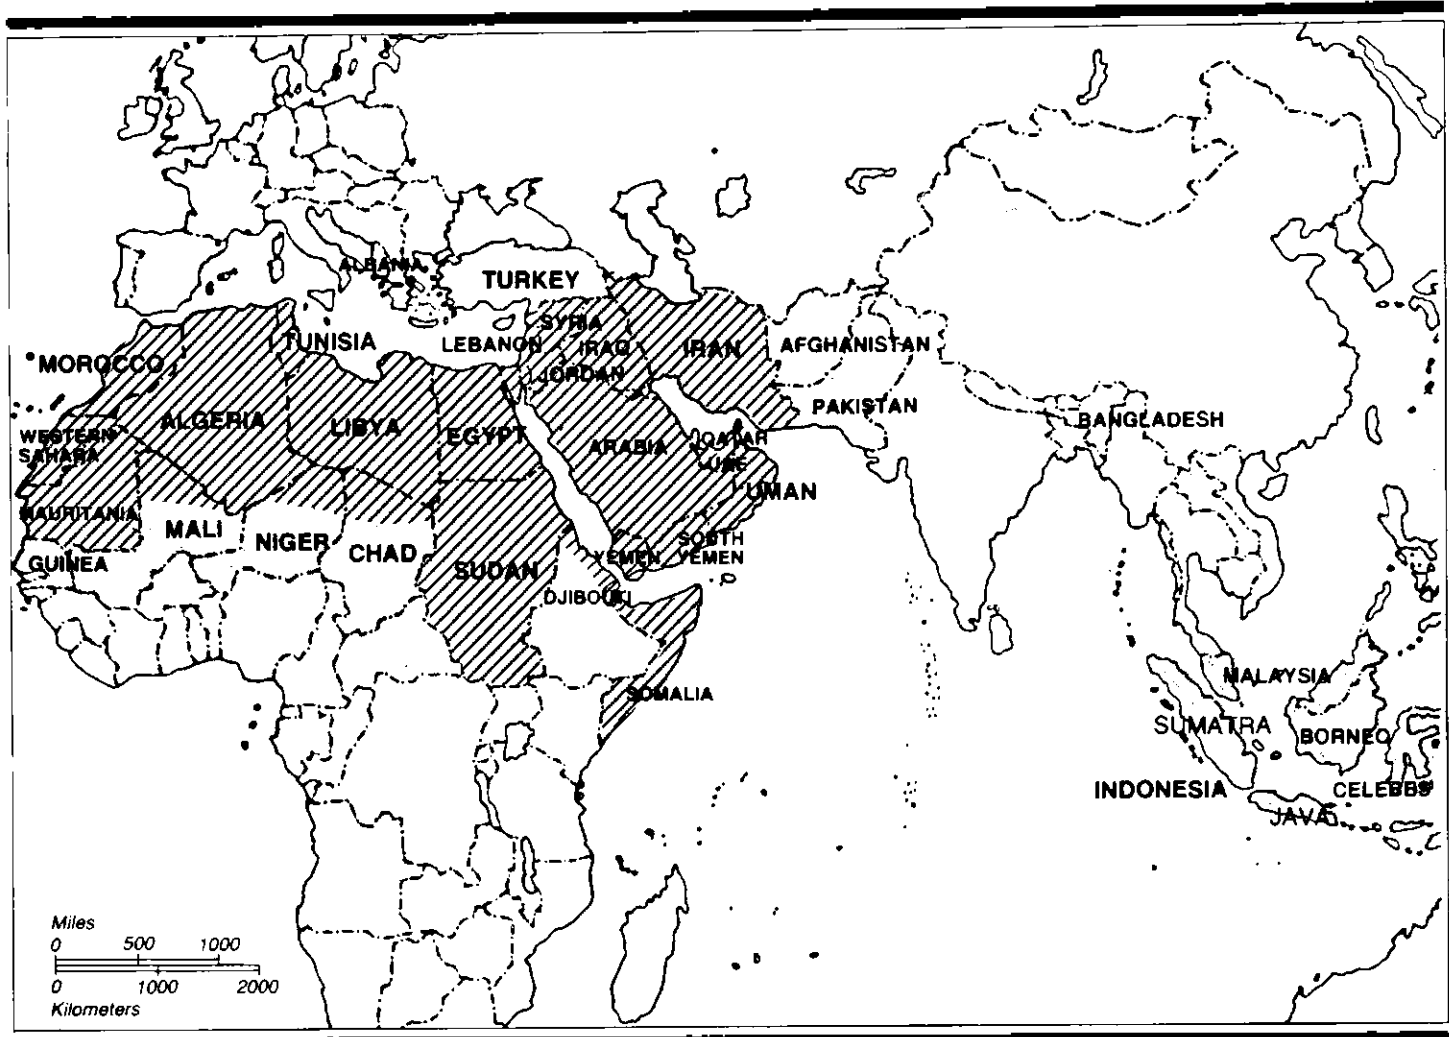 ALBANIA
TURKEY
TUNISIA
SYRIA
LEBANON
IRAQ
IRAN
AFGHANISTAN
MOROCCO
JORDAN
PAKISTAN
ALGERIA
LIBYA
EGYPT
ARABIA
QATAR
BANGLADESH
WESTERN
SAHARA
UAE
UMAN
MAURITANIA
MALI
NIGER
CHAD
SOUTH
YEMEN
YEMEN
GUINEA
SUDAN
DJIBOUTI
SOMALIA
MALAYSIA
SUMATRA
BORNEO
INDONESIA
CELEBES
JAVA
Miles
0 500 1000
0 1000 2000
Kilometers